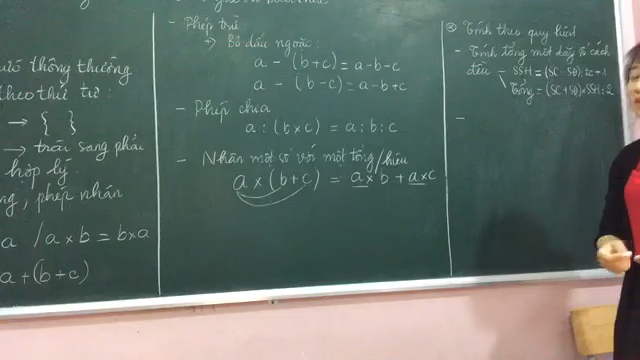 ước thông thường
theo thứ tự :
→ { }
→ trái sang phải
hợp lý
ng, phép nhân
a / a x b = b x a
a + (b + c)
- Phép trừ
→ Bỏ dấu ngoặc :
a - (b + c) = a - b - c
a - (b - c) = a - b + c
- Phép chia
a : (b x c) = a : b : c
- Nhân một số với một tổng / hiệu
a x (b + c) = a x b + a x c
⊗ Tính theo quy luật
- Tính tổng một dãy số cách
đều - SSH = (SC - SĐ) : k/c + 1
Tổng = (SC + SĐ) x SSH : 2
-